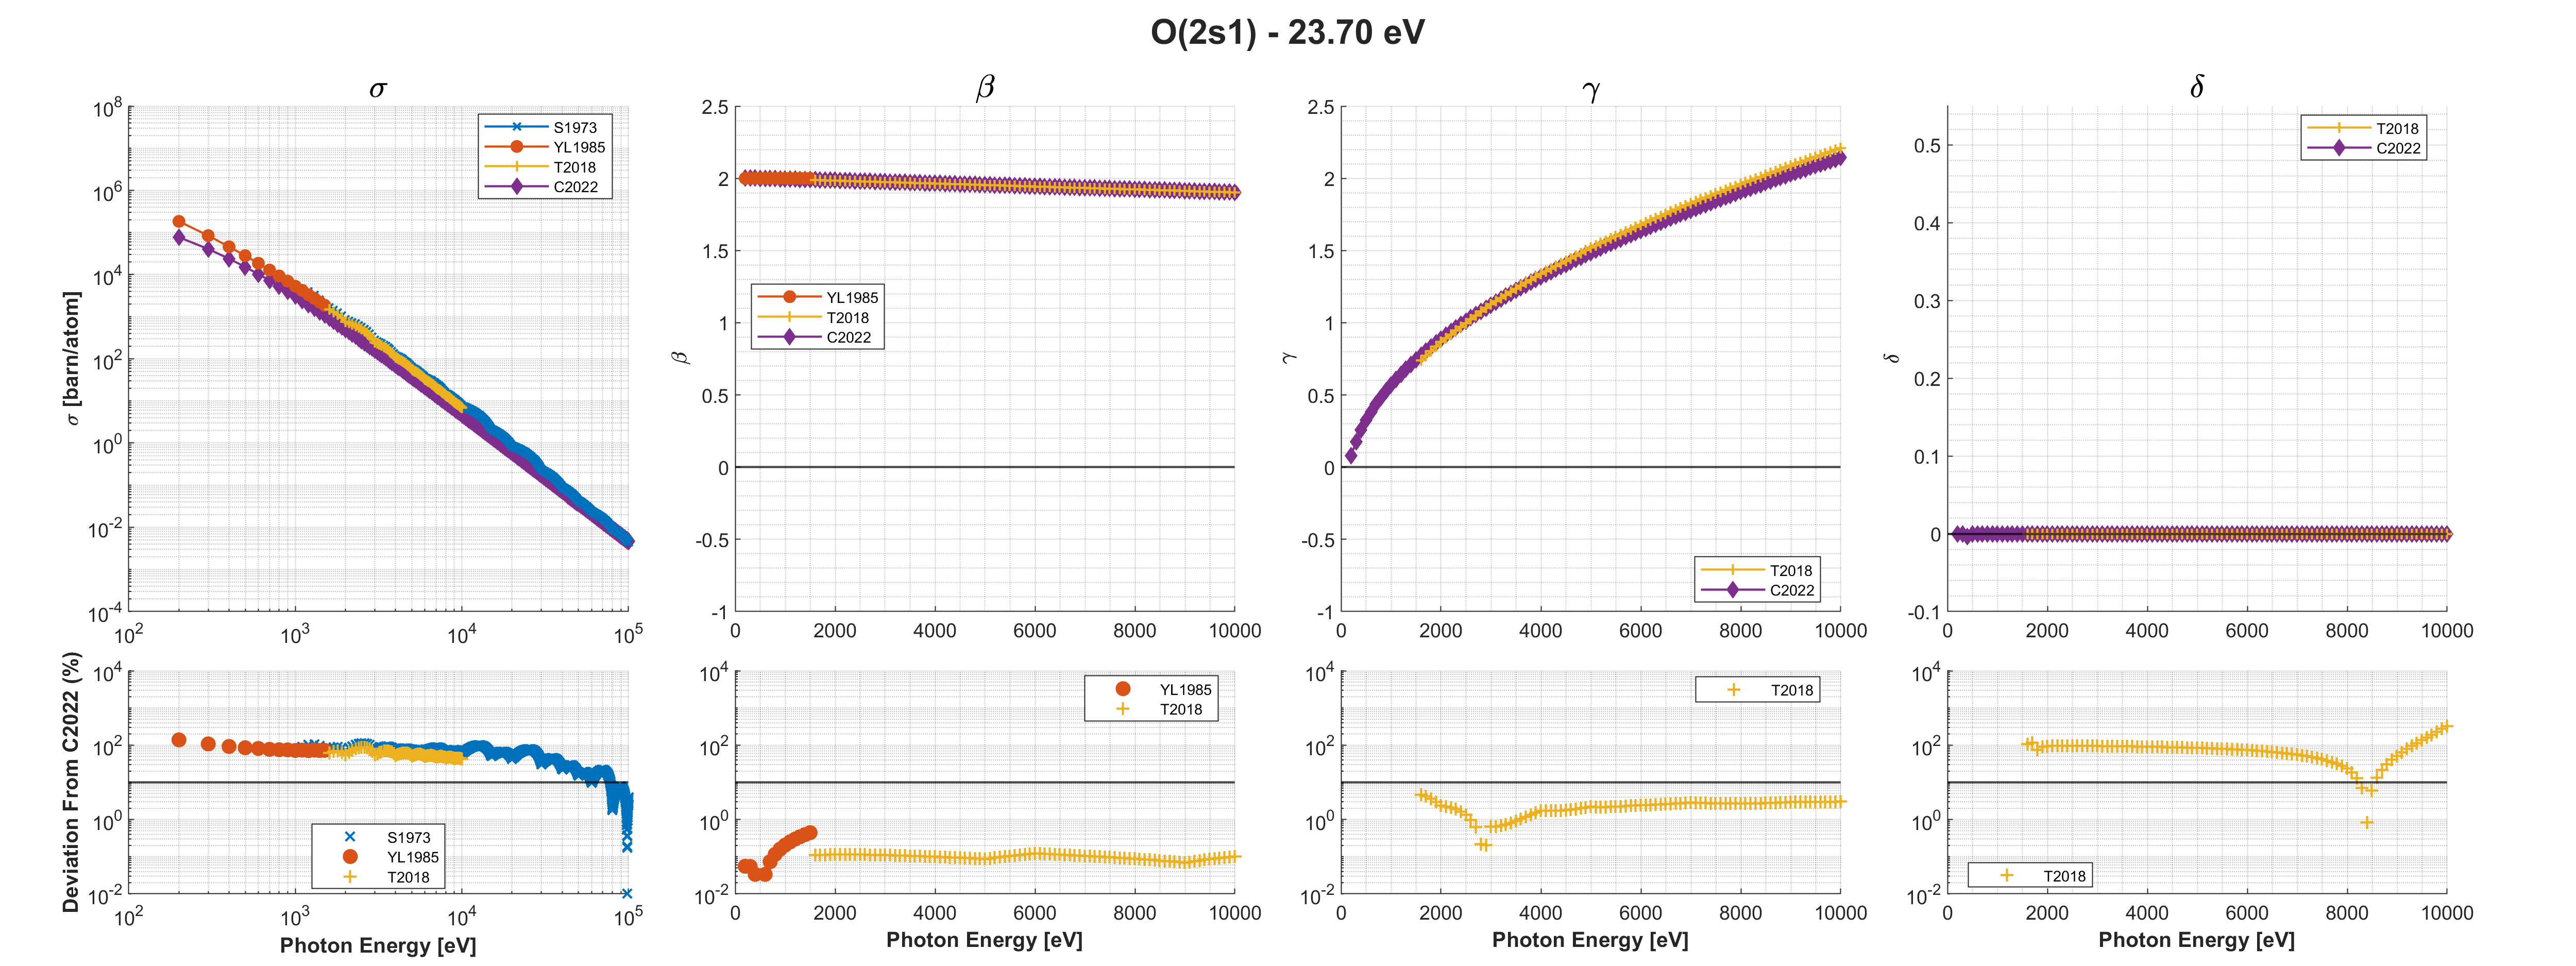 O(2s1) - 23.70 eV
σ
σ [barn/atom]
10^8
10^6
10^4
10^2
10^0
10^-2
10^-4
10^2 10^3 10^4 10^5
S1973
YL1985
T2018
C2022
β
β
2.5
2
1.5
1
0.5
0
-0.5
-1
0 2000 4000 6000 8000 10000
YL1985
T2018
C2022
γ
γ
2.5
2
1.5
1
0.5
0
-0.5
-1
0 2000 4000 6000 8000 10000
T2018
C2022
δ
δ
0.5
0.4
0.3
0.2
0.1
0
-0.1
0 2000 4000 6000 8000 10000
T2018
C2022
Deviation From C2022 (%)
10^4
10^2
10^0
10^-2
10^2 10^3 10^4 10^5
Photon Energy [eV]
S1973
YL1985
T2018
10^4
10^2
10^0
10^-2
0 2000 4000 6000 8000 10000
Photon Energy [eV]
YL1985
T2018
10^4
10^2
10^0
10^-2
0 2000 4000 6000 8000 10000
Photon Energy [eV]
T2018
10^4
10^2
10^0
10^-2
0 2000 4000 6000 8000 10000
Photon Energy [eV]
T2018